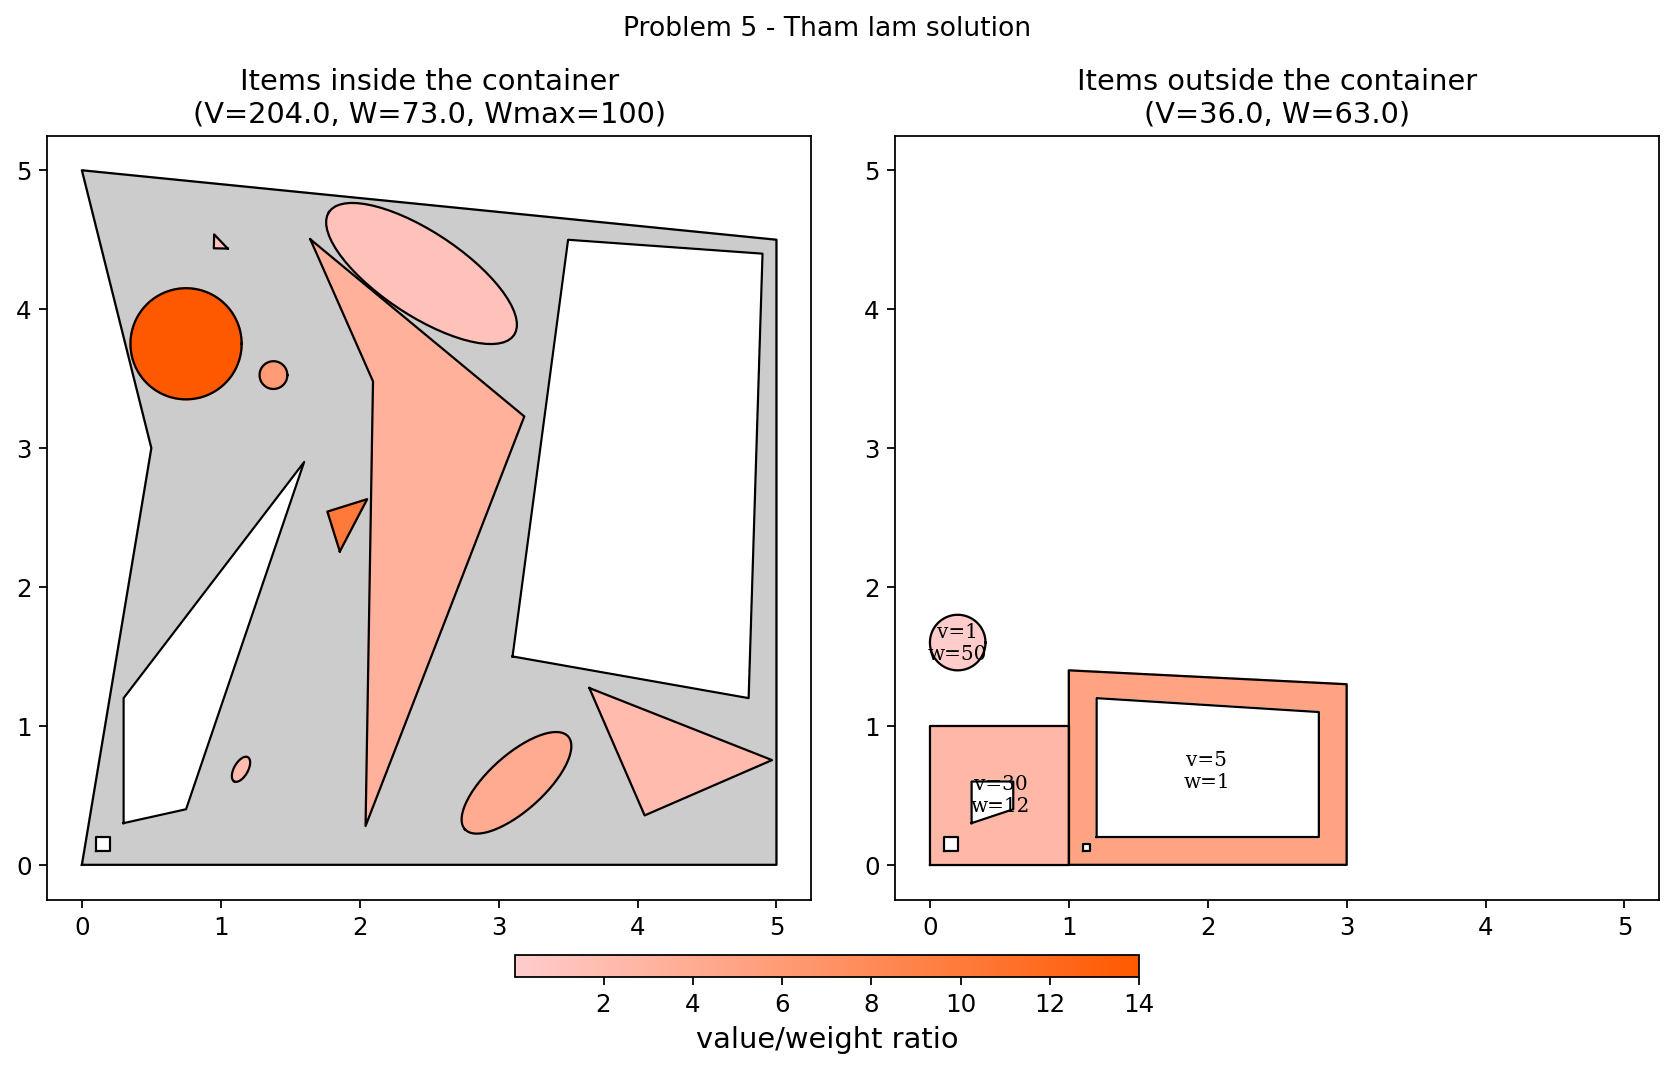 Problem 5 - Tham lam solution
Items inside the container
(V=204.0, W=73.0, Wmax=100)
5
4
3
2
1
0
0 1 2 3 4 5
Items outside the container
(V=36.0, W=63.0)
5
4
3
2
1
0
v=1
w=50
v=5
w=1
v=30
w=12
0 1 2 3 4 5
2 4 6 8 10 12 14
value/weight ratio